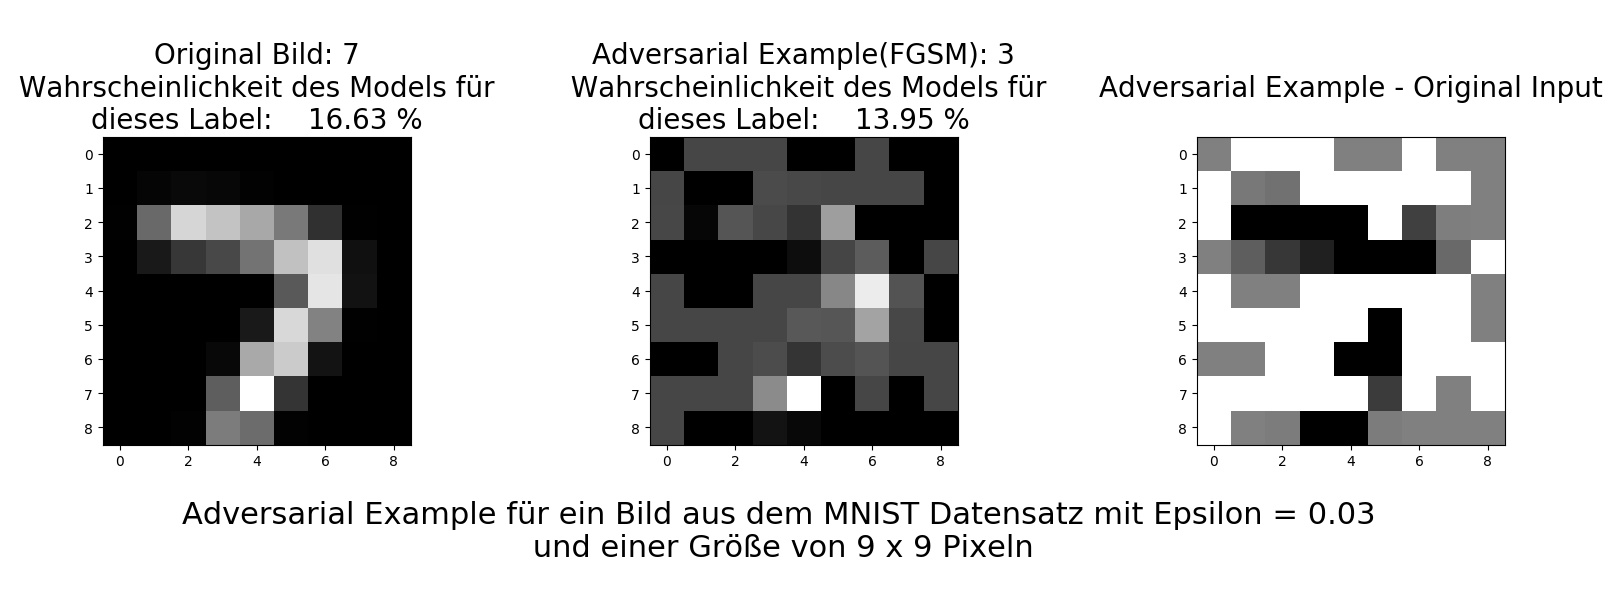 Original Bild: 7
Wahrscheinlichkeit des Models für
dieses Label: 16.63 %
0
1
2
3
4
5
6
7
8
0 2 4 6 8
Adversarial Example(FGSM): 3
Wahrscheinlichkeit des Models für
dieses Label: 13.95 %
0
1
2
3
4
5
6
7
8
0 2 4 6 8
Adversarial Example - Original Input
0
1
2
3
4
5
6
7
8
0 2 4 6 8
Adversarial Example für ein Bild aus dem MNIST Datensatz mit Epsilon = 0.03
und einer Größe von 9 x 9 Pixeln